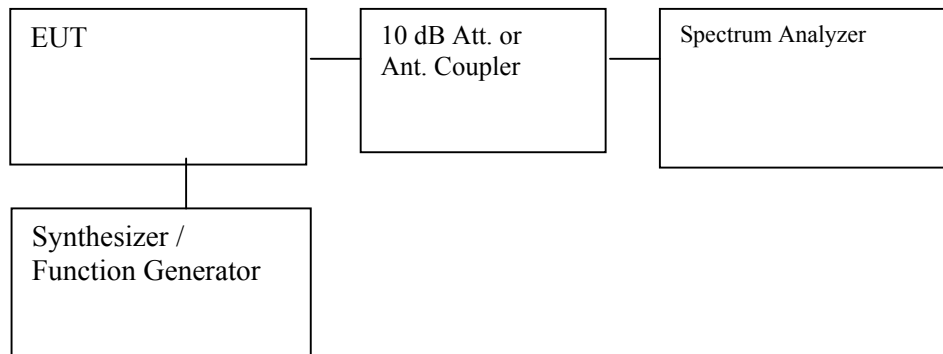 EUT
10 dB Att. or
Ant. Coupler
Spectrum Analyzer
Synthesizer /
Function Generator